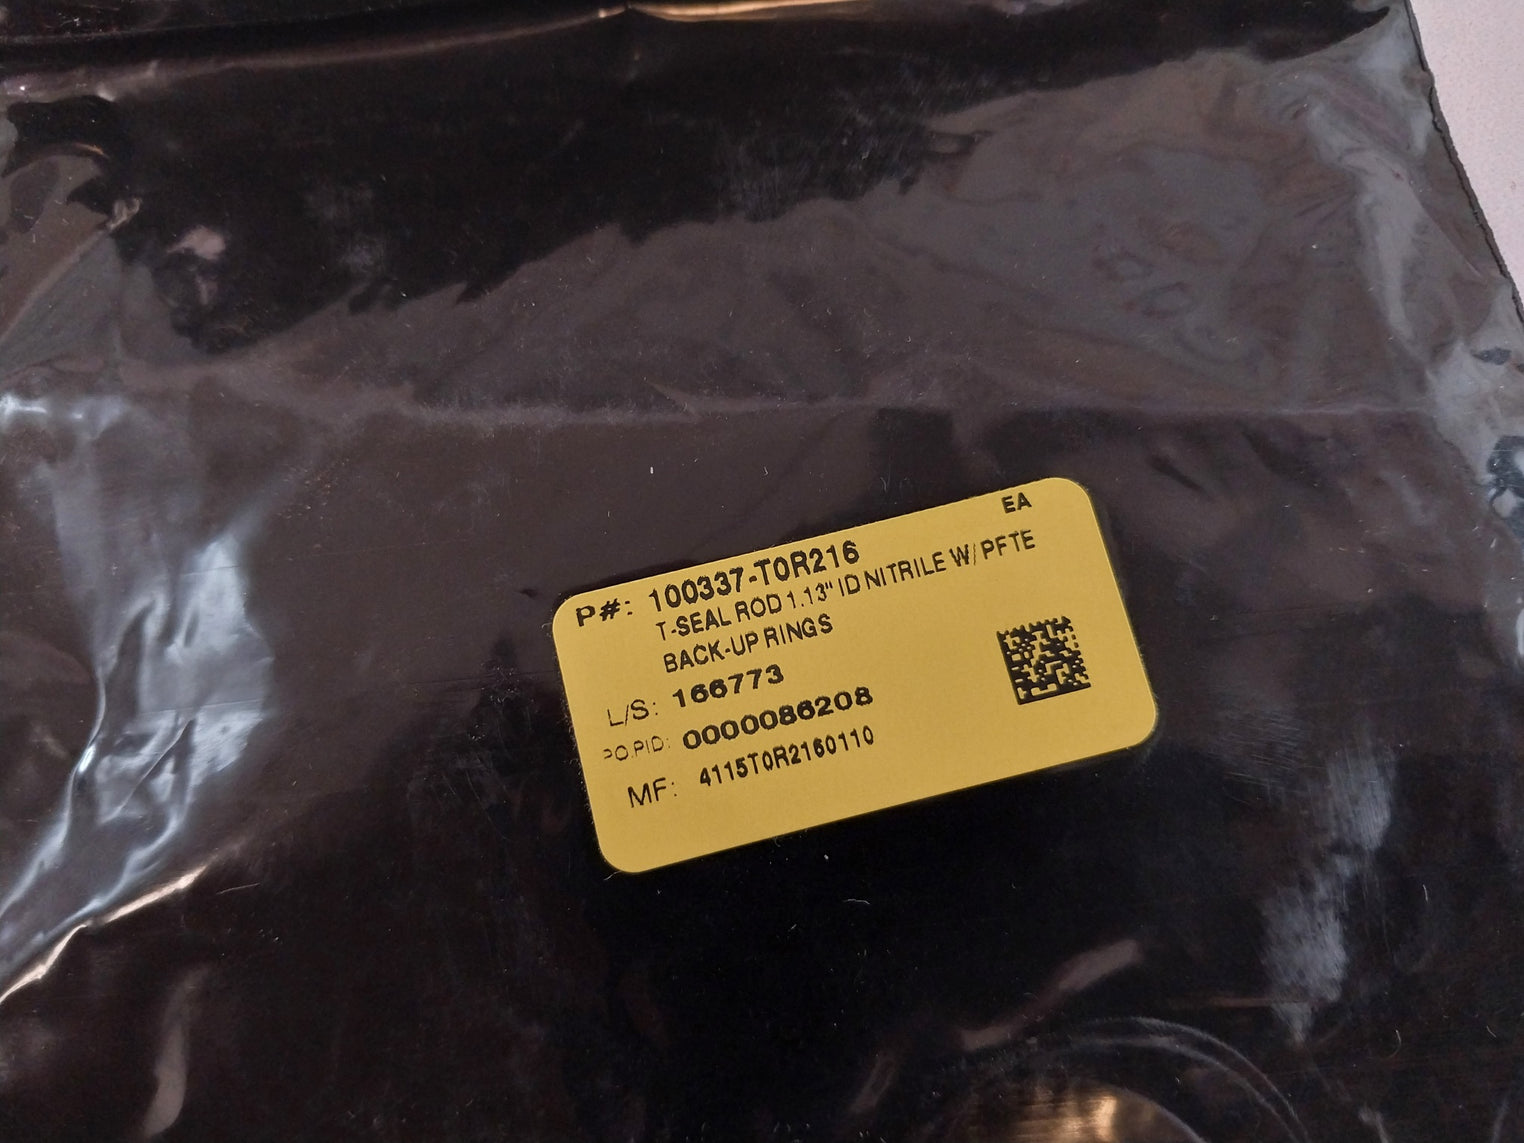 EA
P#: 100337-T0R216
T-SEAL ROD 1.13" ID NITRILE W/ PFTE
BACK-UP RINGS
L/S: 166773
PO.PID: 0000086208
MF: 4115T0R2160110